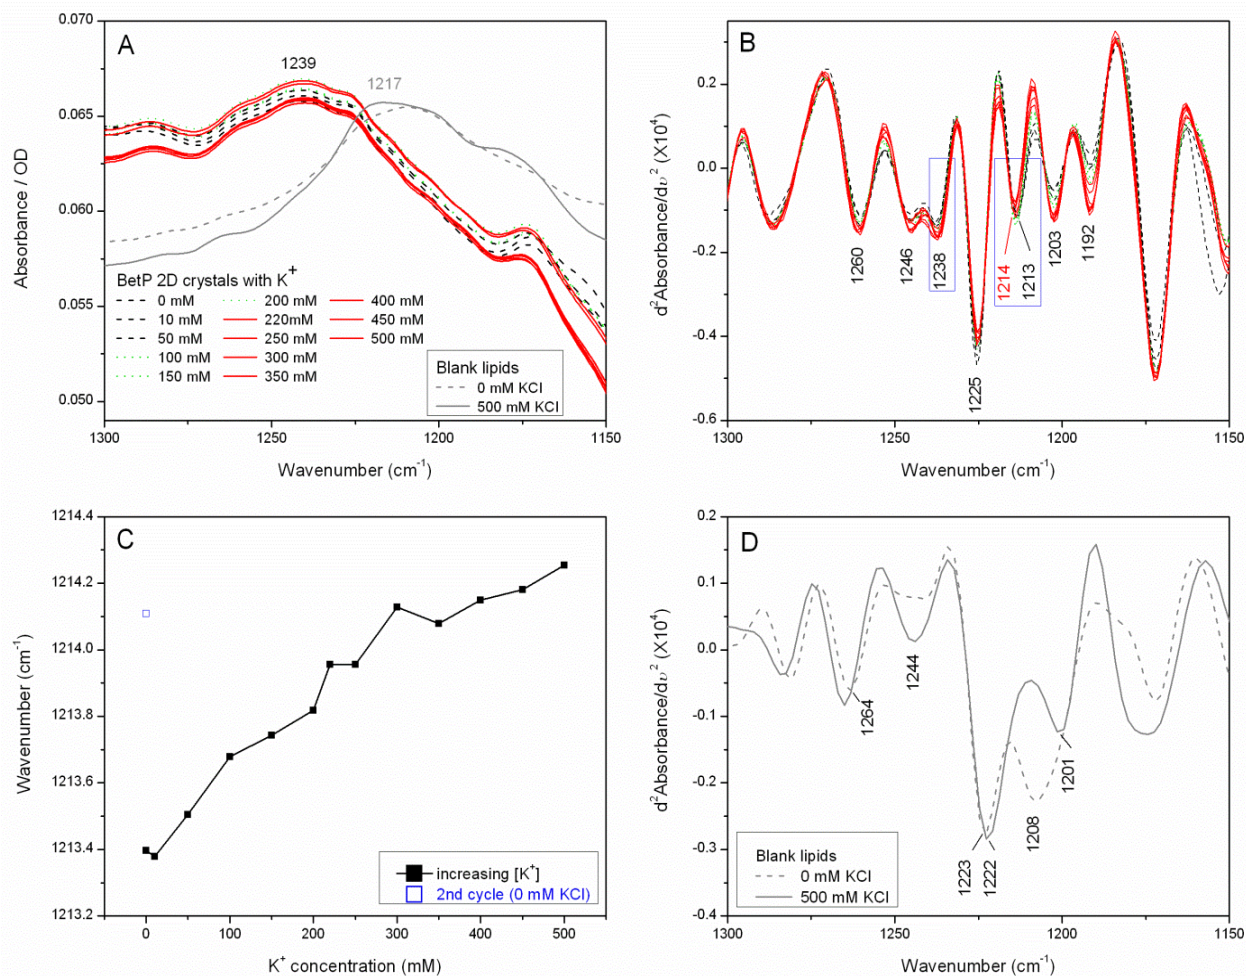 A
0.070
0.065
0.060
0.055
0.050
Absorbance / OD
1239
1217
BetP 2D crystals with K⁺
0 mM 200 mM 400 mM
10 mM 220mM 450 mM
50 mM 250 mM 500 mM
100 mM 300 mM
150 mM 350 mM
Blank lipids
0 mM KCl
500 mM KCl
1300 1250 1200 1150
Wavenumber (cm⁻¹)
B
0.2
0.0
-0.2
-0.4
-0.6
d²Absorbance/dυ² (X10⁴)
1260
1246
1238
1225
1214
1213
1203
1192
1300 1250 1200 1150
Wavenumber (cm⁻¹)
C
1214.4
1214.2
1214.0
1213.8
1213.6
1213.4
1213.2
Wavenumber (cm⁻¹)
increasing [K⁺]
2nd cycle (0 mM KCl)
0 100 200 300 400 500
K⁺ concentration (mM)
D
0.2
0.1
0.0
-0.1
-0.2
-0.3
-0.4
d²Absorbance/dυ² (X10⁴)
1264
1244
1223
1222
1208
1201
Blank lipids
0 mM KCl
500 mM KCl
1300 1250 1200 1150
Wavenumber (cm⁻¹)